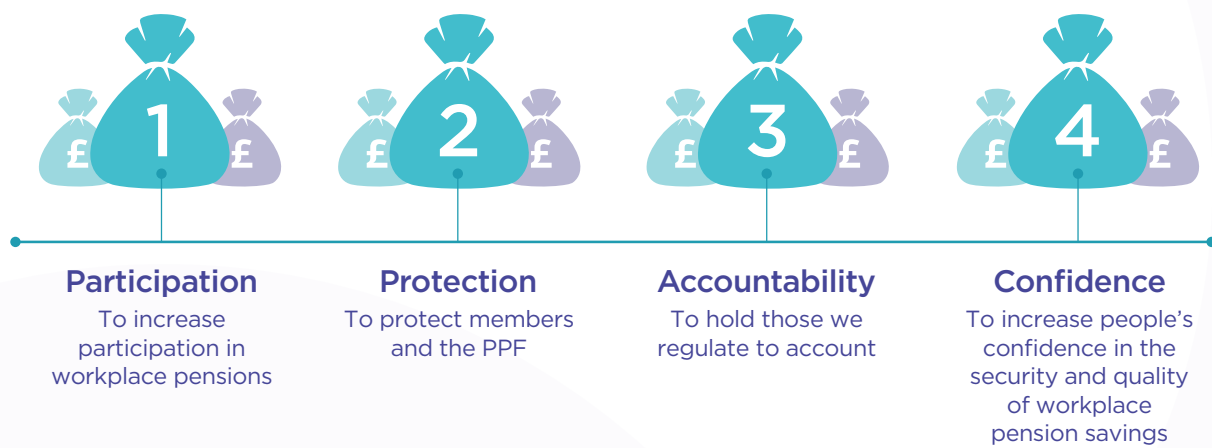 £ 1 £
£ 2 £
£ 3 £
£ 4 £
Participation
To increase
participation in
workplace pensions
Protection
To protect members
and the PPF
Accountability
To hold those we
regulate to account
Confidence
To increase people’s
confidence in the
security and quality
of workplace
pension savings